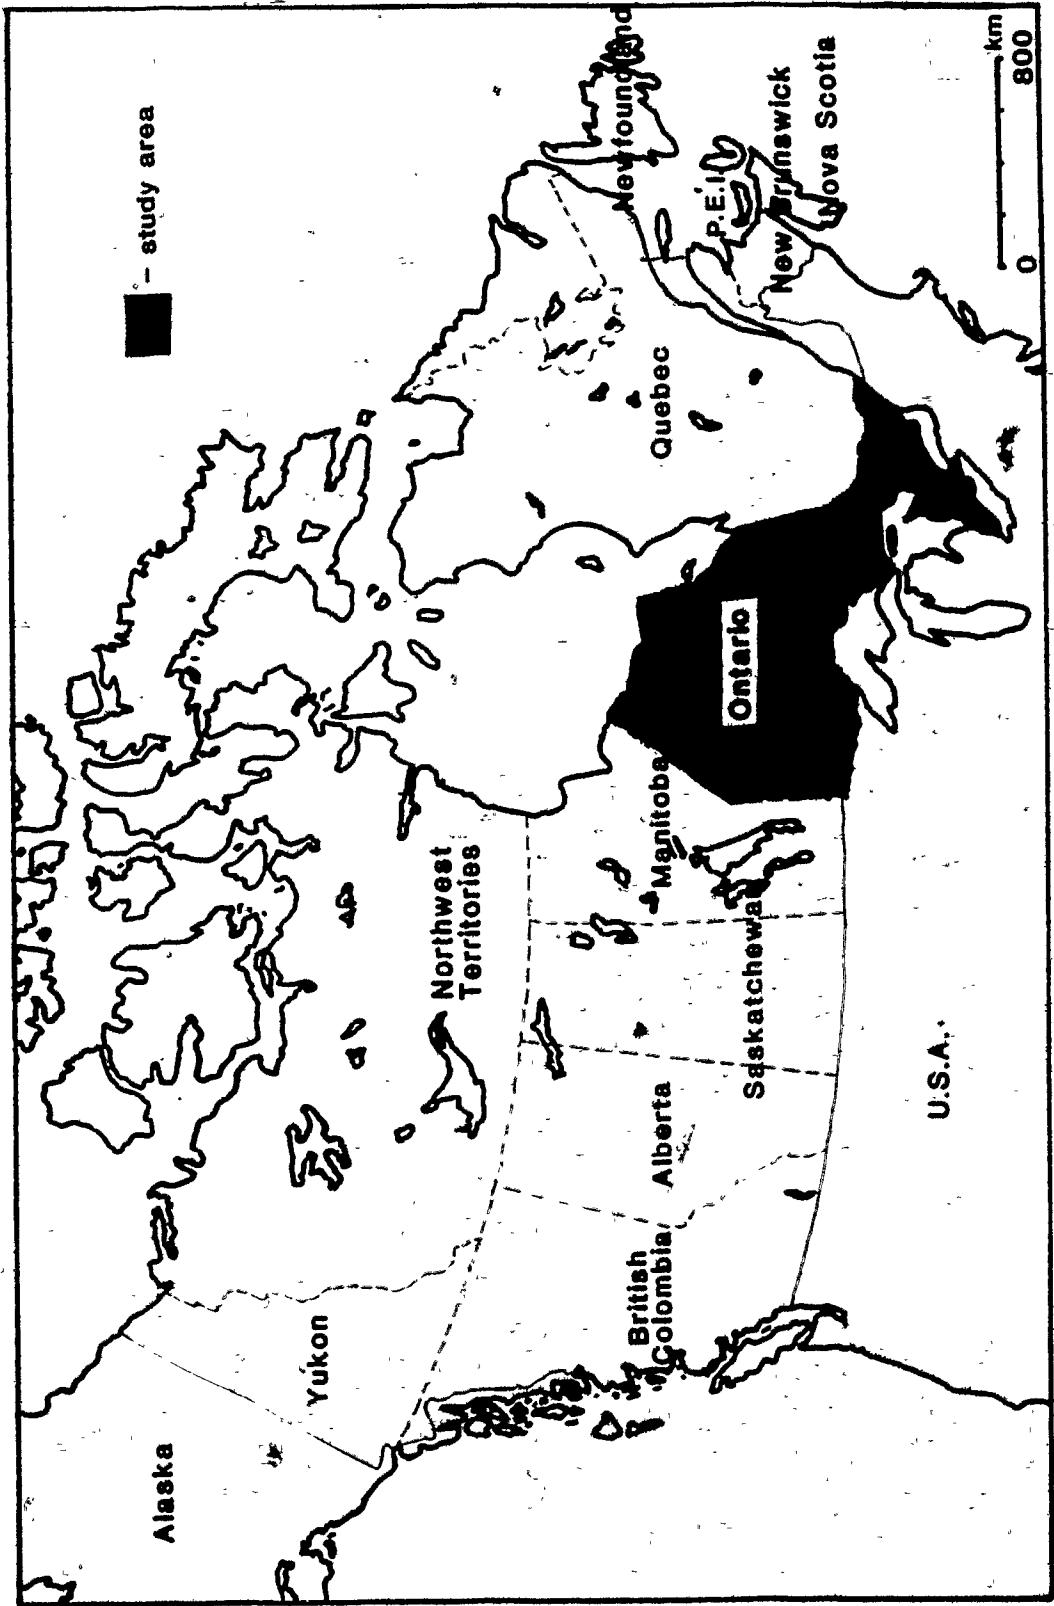 – study area
Alaska
Yukon
Northwest
Territories
British
Colombia
Alberta
Saskatchewan
Manitoba
Ontario
Quebec
Newfoundland
P.E.I.
New Brunswick
Nova Scotia
U.S.A.
0 800
km